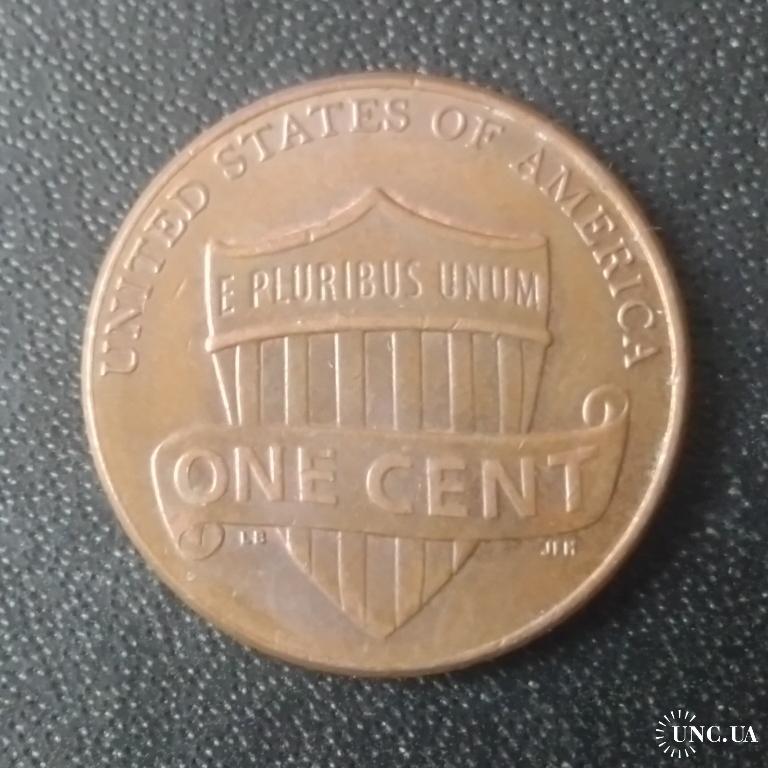 UNITED STATES OF AMERICA
E PLURIBUS UNUM
ONE CENT
LB
JFM
UNC.UA